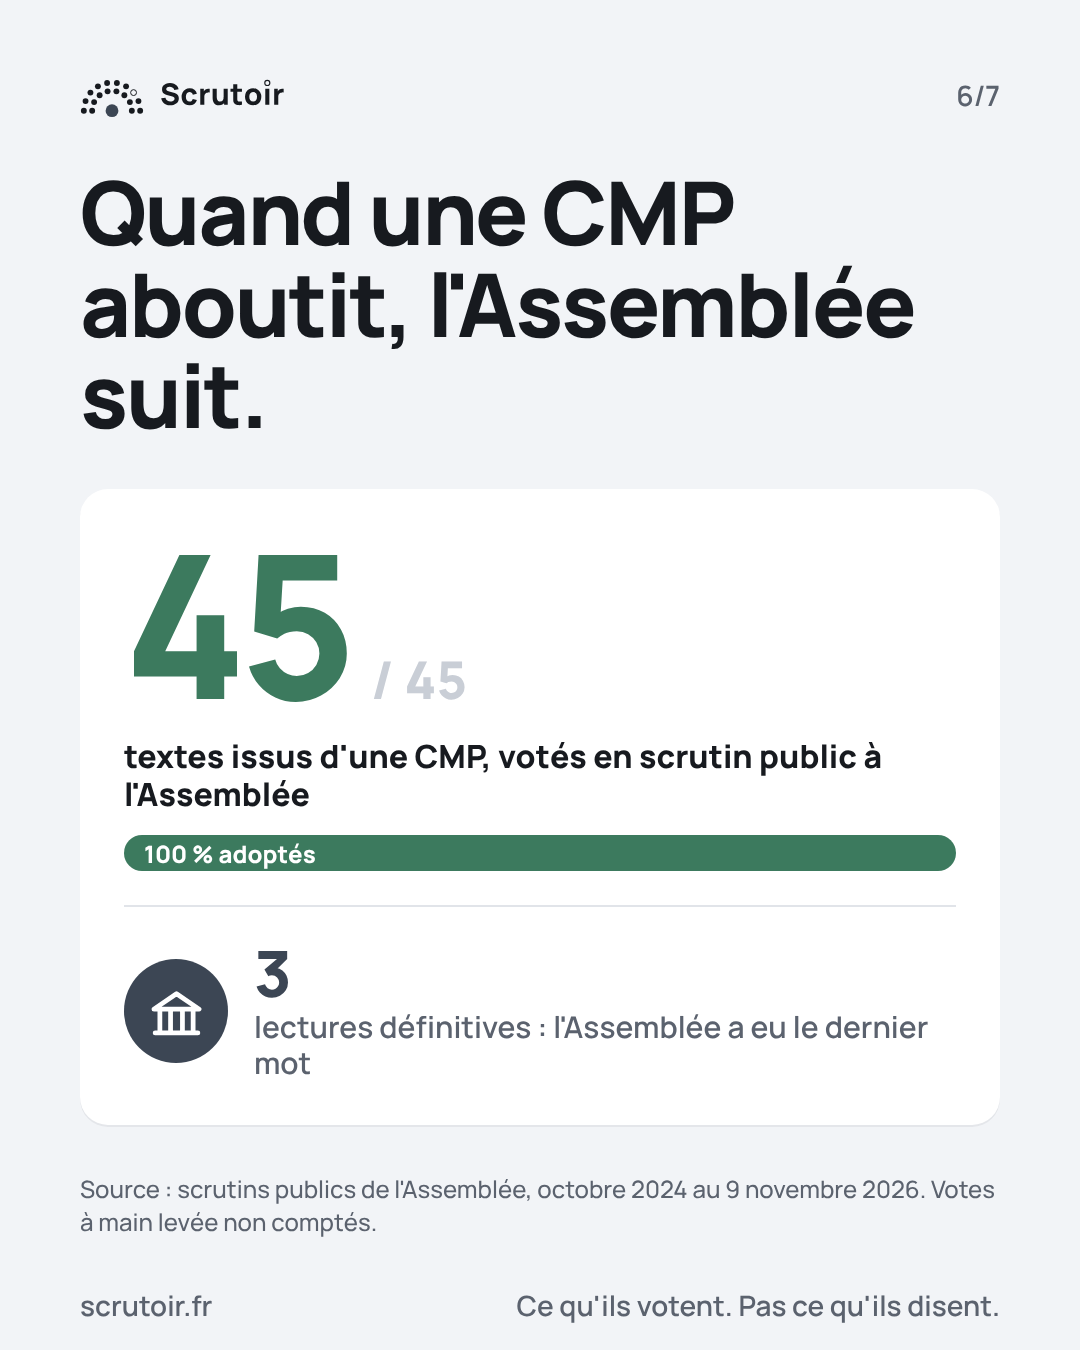 Scrutoir
6/7
Quand une CMP
aboutit, l'Assemblée
suit.
45 / 45
textes issus d'une CMP, votés en scrutin public à
l'Assemblée
100 % adoptés
3
lectures définitives : l'Assemblée a eu le dernier
mot
Source : scrutins publics de l'Assemblée, octobre 2024 au 9 novembre 2026. Votes
à main levée non comptés.
scrutoir.fr
Ce qu'ils votent. Pas ce qu'ils disent.